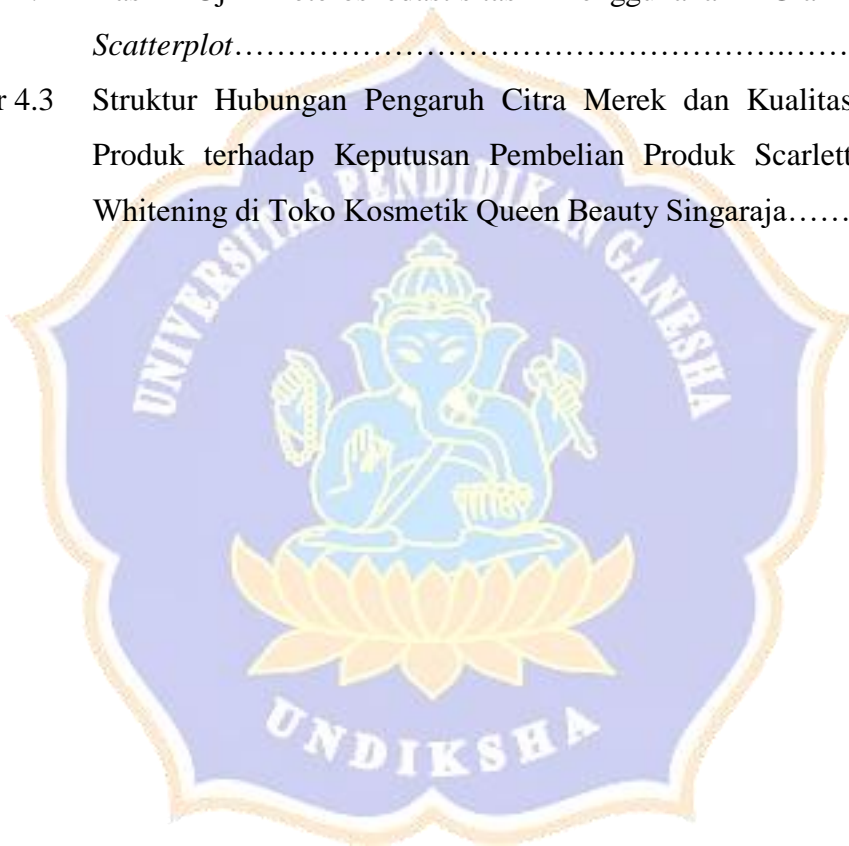 Scatterplot…………………………………………………
r 4.3 Struktur Hubungan Pengaruh Citra Merek dan Kualitas
Produk terhadap Keputusan Pembelian Produk Scarlett
Whitening di Toko Kosmetik Queen Beauty Singaraja……
UNIVERSITAS PENDIDIKAN GANESHA
UNDIKSHA